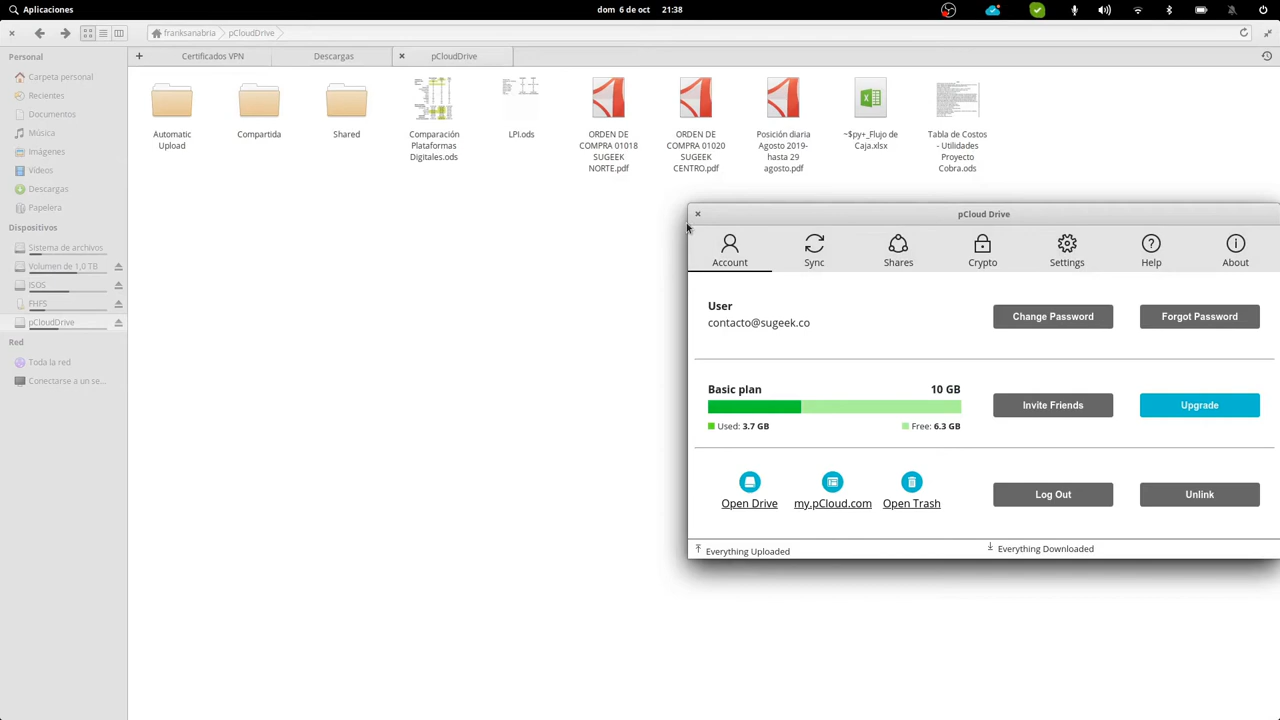 Aplicaciones
dom 6 de oct 21:38
franksanabria pCloudDrive
Personal
Carpeta personal
Recientes
Documentos
Música
Imágenes
Vídeos
Descargas
Papelera
Dispositivos
Sistema de archivos
Volumen de 1,0 TB
ISOS
FHFS
pCloudDrive
Red
Toda la red
Conectarse a un se...
Certificados VPN
Descargas
pCloudDrive
Automatic
Upload
Compartida
Shared
Comparación
Plataformas
Digitales.ods
LPI.ods
ORDEN DE
COMPRA 01018
SUGEEK
NORTE.pdf
ORDEN DE
COMPRA 01020
SUGEEK
CENTRO.pdf
Posición diaria
Agosto 2019-
hasta 29
agosto.pdf
~$py+_Flujo de
Caja.xlsx
Tabla de Costos
- Utilidades
Proyecto
Cobra.ods
pCloud Drive
Account
Sync
Shares
Crypto
Settings
Help
About
User
contacto@sugeek.co
Change Password
Forgot Password
Basic plan
10 GB
Used: 3.7 GB
Free: 6.3 GB
Invite Friends
Upgrade
Open Drive
my.pCloud.com
Open Trash
Log Out
Unlink
Everything Uploaded
Everything Downloaded